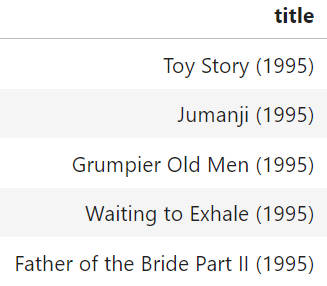 title
Toy Story (1995)
Jumanji (1995)
Grumpier Old Men (1995)
Waiting to Exhale (1995)
Father of the Bride Part II (1995)